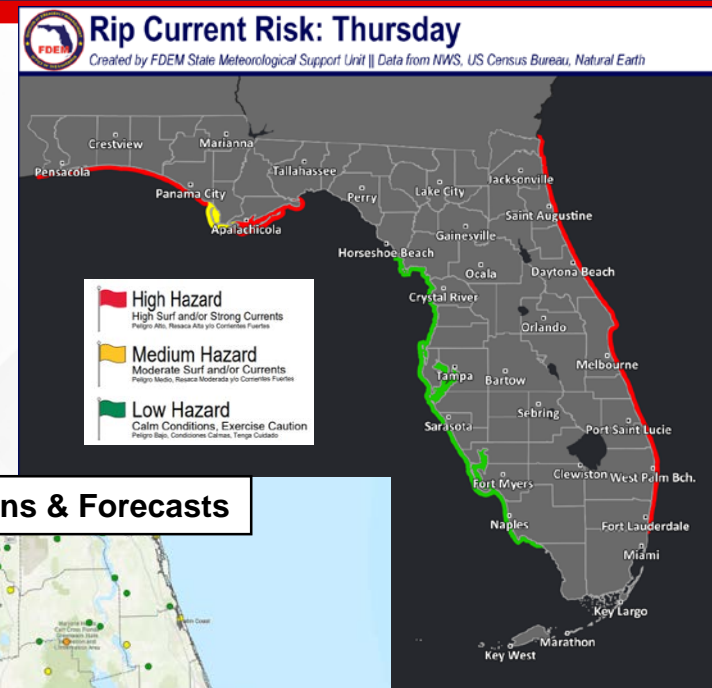 Rip Current Risk: Thursday
FDEM
Created by FDEM State Meteorological Support Unit || Data from NWS, US Census Bureau, Natural Earth
Crestview
Marianna
Pensacola
Tallahassee
Jacksonville
Panama City
Perry
Lake City
Apalachicola
Saint Augustine
Gainesville
Horseshoe Beach
Ocala
Daytona Beach
Crystal River
Orlando
Melbourne
Tampa
Bartow
Sebring
Sarasota
Port Saint Lucie
Clewiston
West Palm Bch.
Fort Myers
Naples
Fort Lauderdale
Miami
Key Largo
Marathon
Key West
High Hazard
High Surf and/or Strong Currents
Peligro Alto, Resaca Alta y/o Corrientes Fuertes
Medium Hazard
Moderate Surf and/or Currents
Peligro Medio, Resaca Moderada y/o Corrientes Fuertes
Low Hazard
Calm Conditions, Exercise Caution
Peligro Bajo, Condiciones Calmas, Tenga Cuidado
ns & Forecasts
Coast